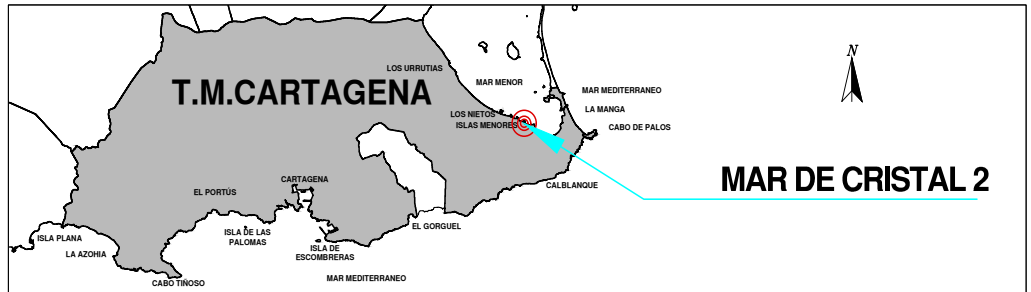 N
LOS URRUTIAS
MAR MENOR
T.M.CARTAGENA
MAR MEDITERRANEO
LA MANGA
LOS NIETOS
ISLAS MENORES
CABO DE PALOS
MAR DE CRISTAL 2
CARTAGENA
CALBLANQUE
EL PORTÚS
EL GORGUEL
ISLA DE LAS
PALOMAS
ISLA PLANA
ISLA DE
ESCOMBRERAS
LA AZOHIA
MAR MEDITERRANEO
CABO TIÑOSO